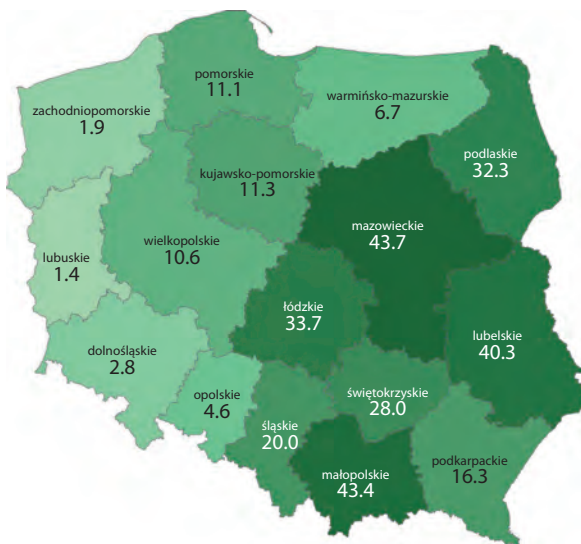 pomorskie
11.1
warmińsko-mazurskie
6.7
zachodniopomorskie
1.9
podlaskie
32.3
kujawsko-pomorskie
11.3
mazowieckie
43.7
wielkopolskie
10.6
lubuskie
1.4
łódzkie
33.7
lubelskie
40.3
dolnośląskie
2.8
opolskie
4.6
świętokrzyskie
28.0
śląskie
20.0
podkarpackie
16.3
małopolskie
43.4